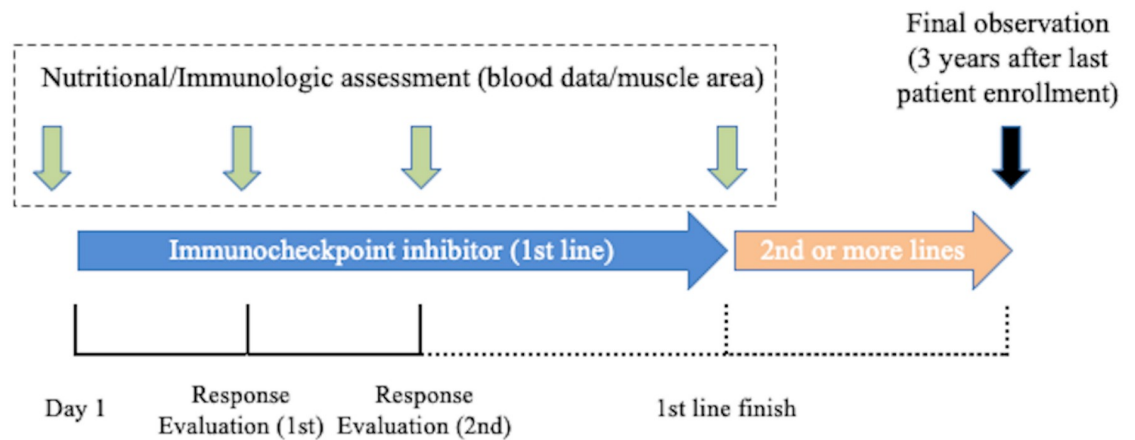 Final observation
(3 years after last
patient enrollment)
Nutritional/Immunologic assessment (blood data/muscle area)
Immunocheckpoint inhibitor (1st line)
2nd or more lines
Day 1
Response
Evaluation (1st)
Response
Evaluation (2nd)
1st line finish